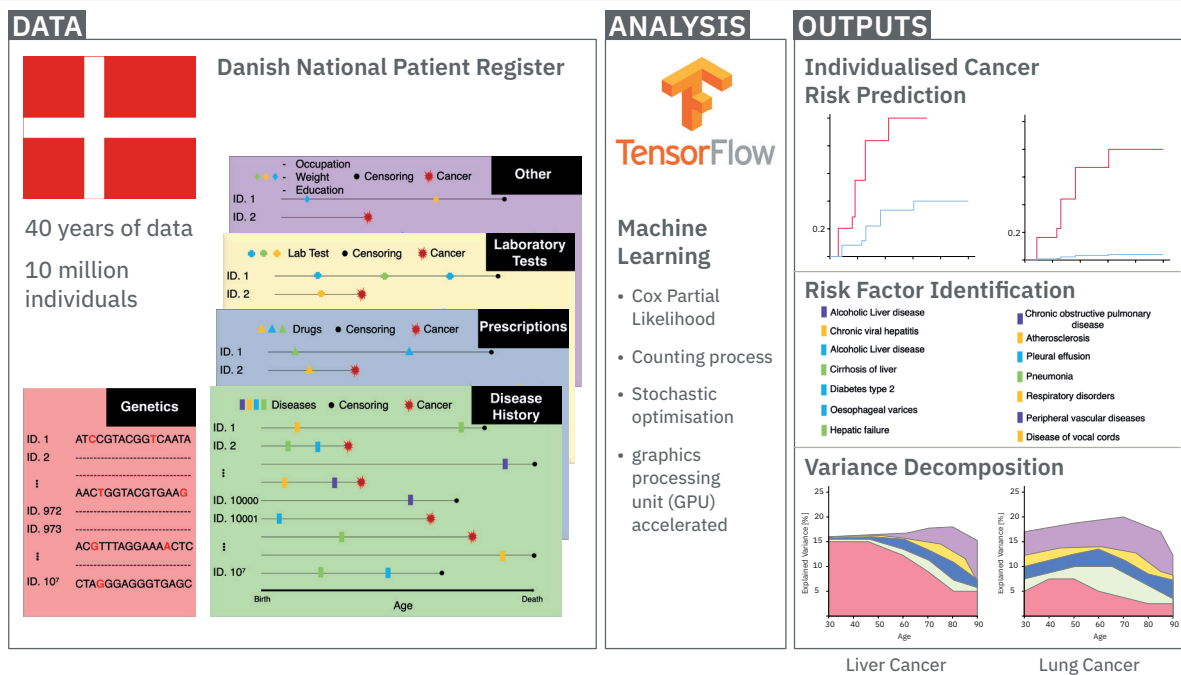 DATA
Danish National Patient Register
40 years of data
10 million
individuals
- Occupation
- Weight
- Education
Censoring
Cancer
Other
ID. 1
ID. 2
Lab Test
Censoring
Cancer
Laboratory
Tests
ID. 1
ID. 2
Drugs
Censoring
Cancer
Prescriptions
ID. 1
ID. 2
Diseases
Censoring
Cancer
Disease
History
ID. 1
ID. 2
ID. 10000
ID. 10001
ID. 10⁷
Birth
Age
Death
Genetics
ID. 1 ATCCGTACGGTCAATA
ID. 2
AACTGGTACGTGAAG
ID. 972
ID. 973
ACGTTTAGGAAAACTC
ID. 10⁷ CTAGGGAGGGTGAGC
ANALYSIS
TensorFlow
Machine
Learning
• Cox Partial
Likelihood
• Counting process
• Stochastic
optimisation
• graphics
processing
unit (GPU)
accelerated
OUTPUTS
Individualised Cancer
Risk Prediction
0.2
0.2
Risk Factor Identification
Alcoholic Liver disease
Chronic viral hepatitis
Alcoholic Liver disease
Cirrhosis of liver
Diabetes type 2
Oesophageal varices
Hepatic failure
Chronic obstructive pulmonary
disease
Atherosclerosis
Pleural effusion
Pneumonia
Respiratory disorders
Peripheral vascular diseases
Disease of vocal cords
Variance Decomposition
Explained Variance [%]
25
20
15
10
5
30 40 50 60 70 80 90
Age
Liver Cancer
Explained Variance [%]
25
20
15
10
5
30 40 50 60 70 80 90
Age
Lung Cancer